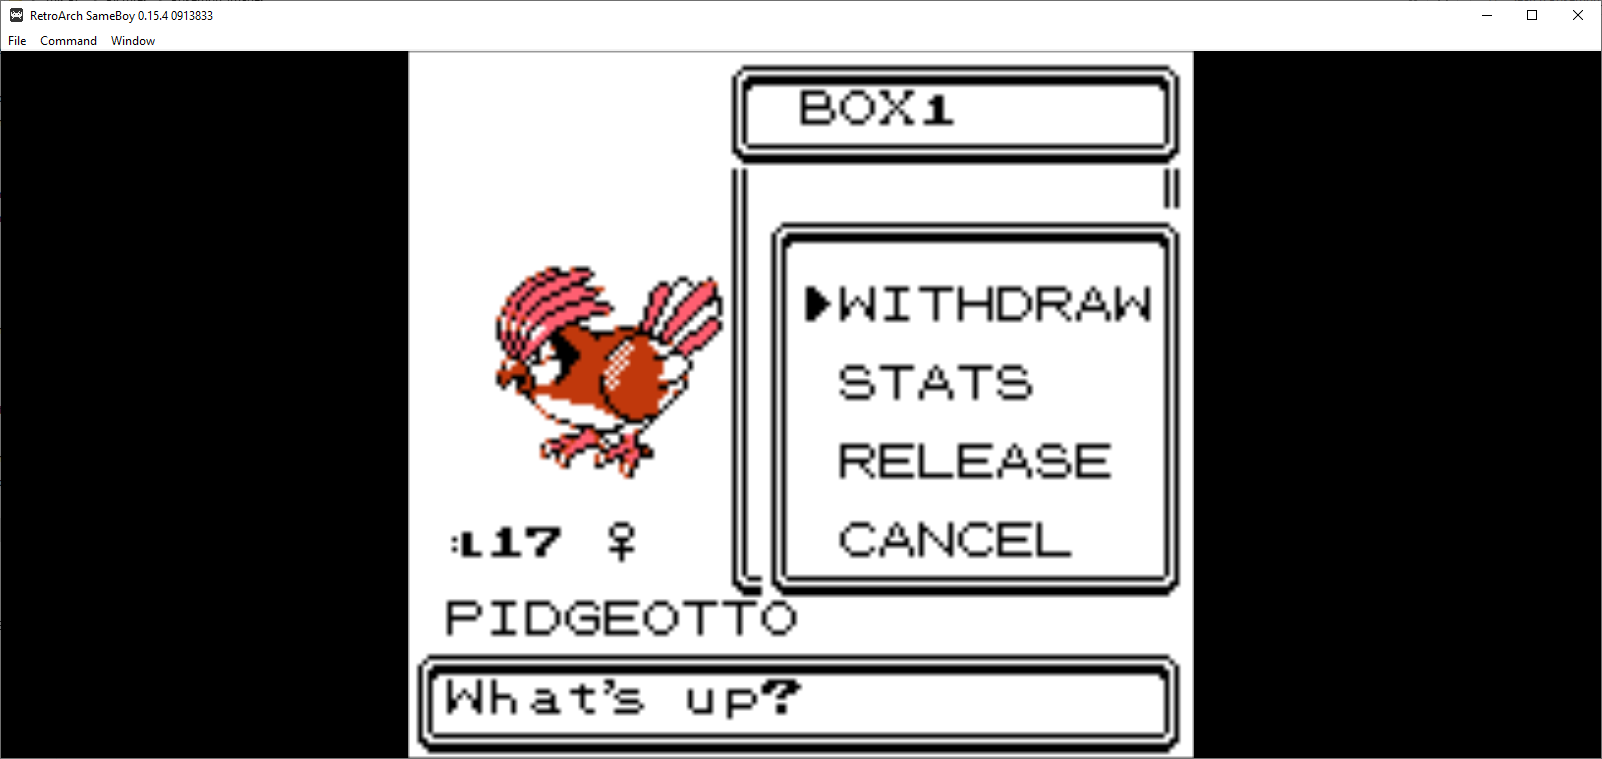 RetroArch SameBoy 0.15.4 0913833
File Command Window
BOX1
▶WITHDRAW
STATS
RELEASE
CANCEL
:L17 ♀
PIDGEOTTO
What's up?